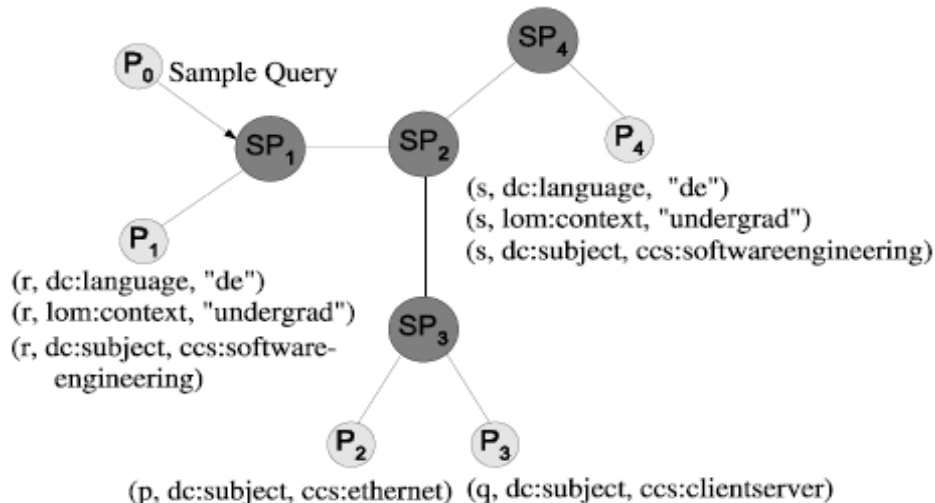 SP4
P0 Sample Query
SP1
SP2
P4
P1
(s, dc:language, "de")
(s, lom:context, "undergrad")
(s, dc:subject, ccs:softwareengineering)
(r, dc:language, "de")
(r, lom:context, "undergrad")
(r, dc:subject, ccs:software-
engineering)
SP3
P2
P3
(p, dc:subject, ccs:ethernet) (q, dc:subject, ccs:clientserver)